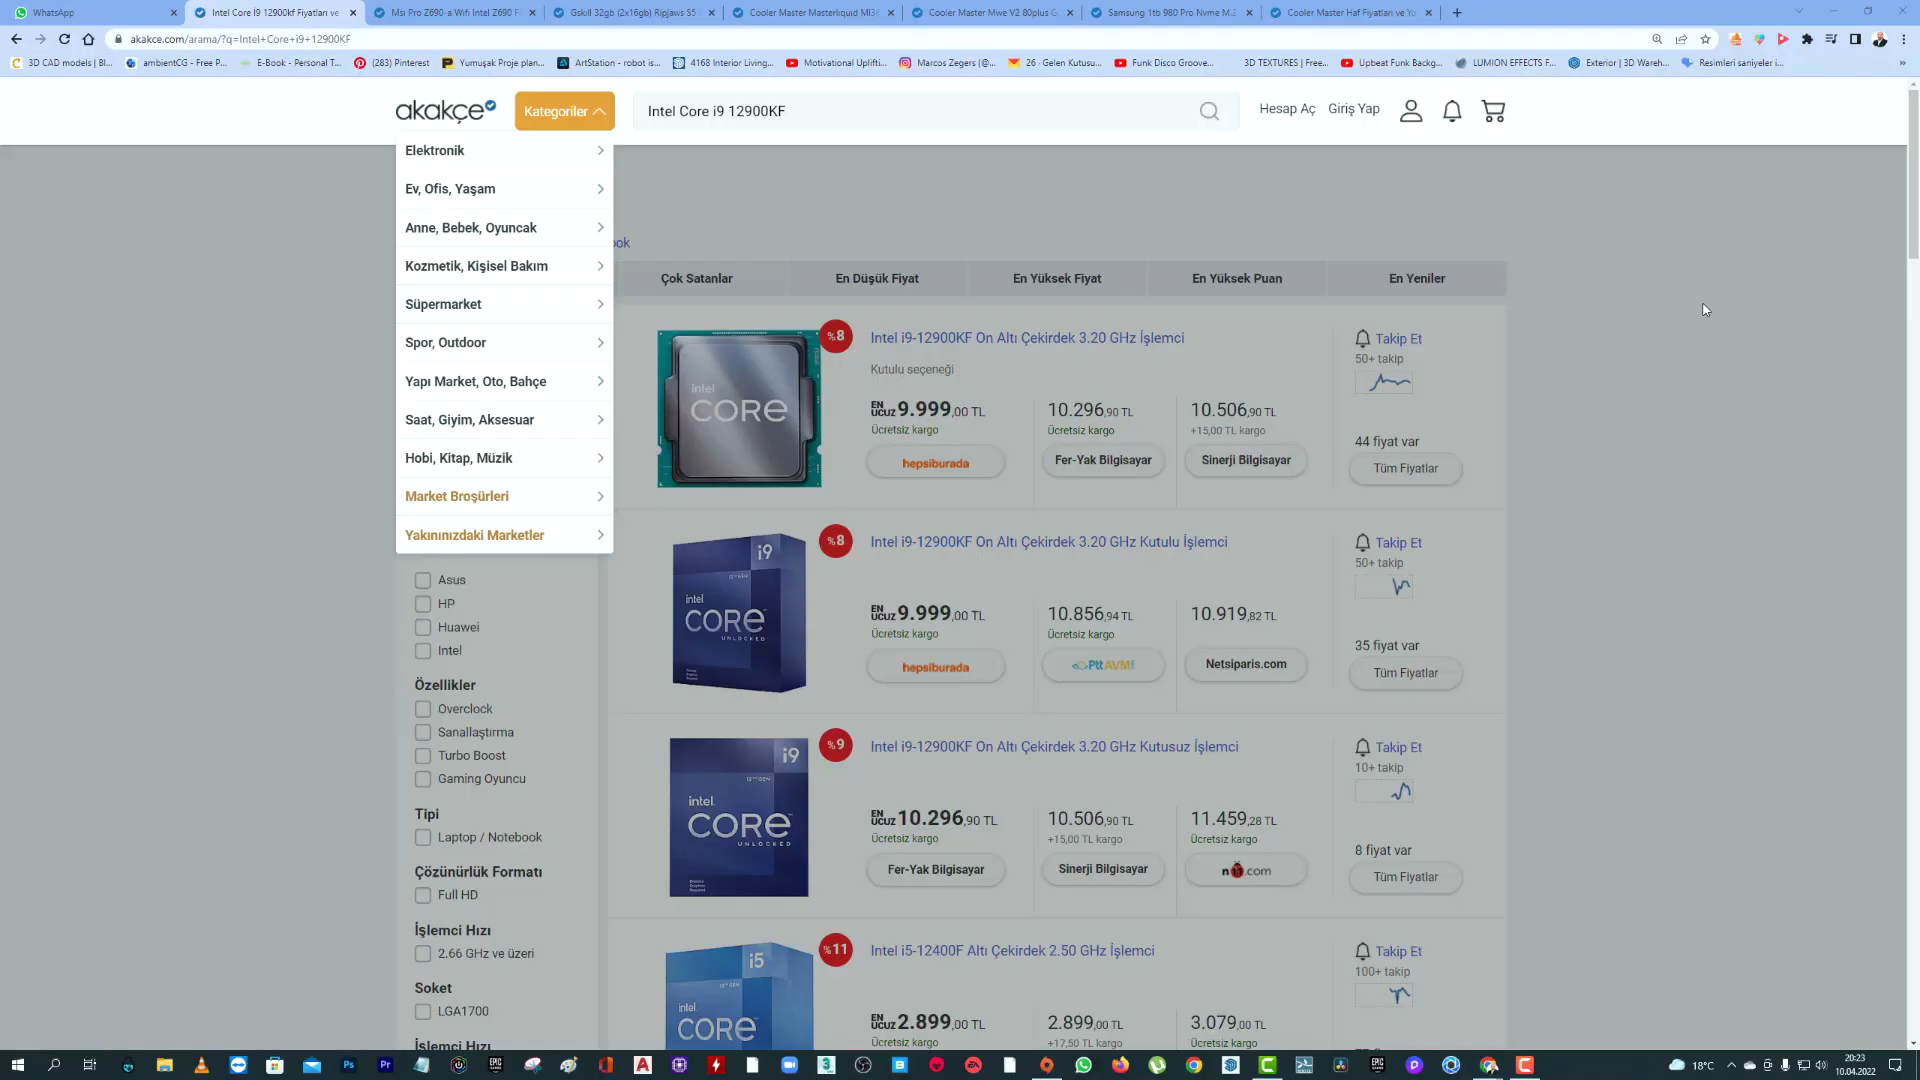 WhatsApp
Intel Core I9 12900kf Fiyatları ve
Msi Pro Z690-a Wifi Intel Z690 F
Gskill 32gb (2x16gb) Ripjaws S5
Cooler Master Masterliquid Ml36
Cooler Master Mwe V2 80plus G
Samsung 1tb 980 Pro Nvme M.2
Cooler Master Haf Fiyatları ve Yo
akakce.com/arama/?q=Intel+Core+i9+12900KF
3D CAD models | Bl...
ambientCG - Free P...
E-Book - Personal T...
(283) Pinterest
Yumuşak Proje plan...
ArtStation - robot is...
4168 Interior Living...
Motivational Uplifti...
Marcos Zegers (@...
26 - Gelen Kutusu...
Funk Disco Groove...
3D TEXTURES | Free...
Upbeat Funk Backg...
LUMION EFFECTS F...
Exterior | 3D Wareh...
Resimleri saniyeler i...
akakçe
Kategoriler
Intel Core i9 12900KF
Hesap Aç
Giriş Yap
Elektronik
Ev, Ofis, Yaşam
Anne, Bebek, Oyuncak
Kozmetik, Kişisel Bakım
Süpermarket
Spor, Outdoor
Yapı Market, Oto, Bahçe
Saat, Giyim, Aksesuar
Hobi, Kitap, Müzik
Market Broşürleri
Yakınınızdaki Marketler
Asus
HP
Huawei
Intel
Özellikler
Overclock
Sanallaştırma
Turbo Boost
Gaming Oyuncu
Tipi
Laptop / Notebook
Çözünürlük Formatı
Full HD
İşlemci Hızı
2.66 GHz ve üzeri
Soket
LGA1700
ook
Çok Satanlar
En Düşük Fiyat
En Yüksek Fiyat
En Yüksek Puan
En Yeniler
intel
CORE
%8
Intel i9-12900KF On Altı Çekirdek 3.20 GHz İşlemci
Kutulu seçeneği
EN UCUZ 9.999,00 TL
Ücretsiz kargo
hepsiburada
10.296,90 TL
Ücretsiz kargo
Fer-Yak Bilgisayar
10.506,90 TL
+15,00 TL kargo
Sinerji Bilgisayar
Takip Et
50+ takip
44 fiyat var
Tüm Fiyatlar
i9
intel
CORE
UNLOCKED
%8
Intel i9-12900KF On Altı Çekirdek 3.20 GHz Kutulu İşlemci
EN UCUZ 9.999,00 TL
Ücretsiz kargo
hepsiburada
10.856,94 TL
Ücretsiz kargo
PttAVM
10.919,82 TL
Netsiparis.com
Takip Et
50+ takip
35 fiyat var
Tüm Fiyatlar
i9
intel
CORE
UNLOCKED
%9
Intel i9-12900KF On Altı Çekirdek 3.20 GHz Kutusuz İşlemci
EN UCUZ 10.296,90 TL
Ücretsiz kargo
Fer-Yak Bilgisayar
10.506,90 TL
+15,00 TL kargo
Sinerji Bilgisayar
11.459,28 TL
Ücretsiz kargo
n11.com
Takip Et
10+ takip
8 fiyat var
Tüm Fiyatlar
i5
intel
CORE
%11
Intel i5-12400F Altı Çekirdek 2.50 GHz İşlemci
EN UCUZ 2.899,00 TL
Ücretsiz kargo
2.899,00 TL
+17,50 TL kargo
3.079,00 TL
Ücretsiz kargo
Takip Et
100+ takip
18°C
20:23
10.04.2022